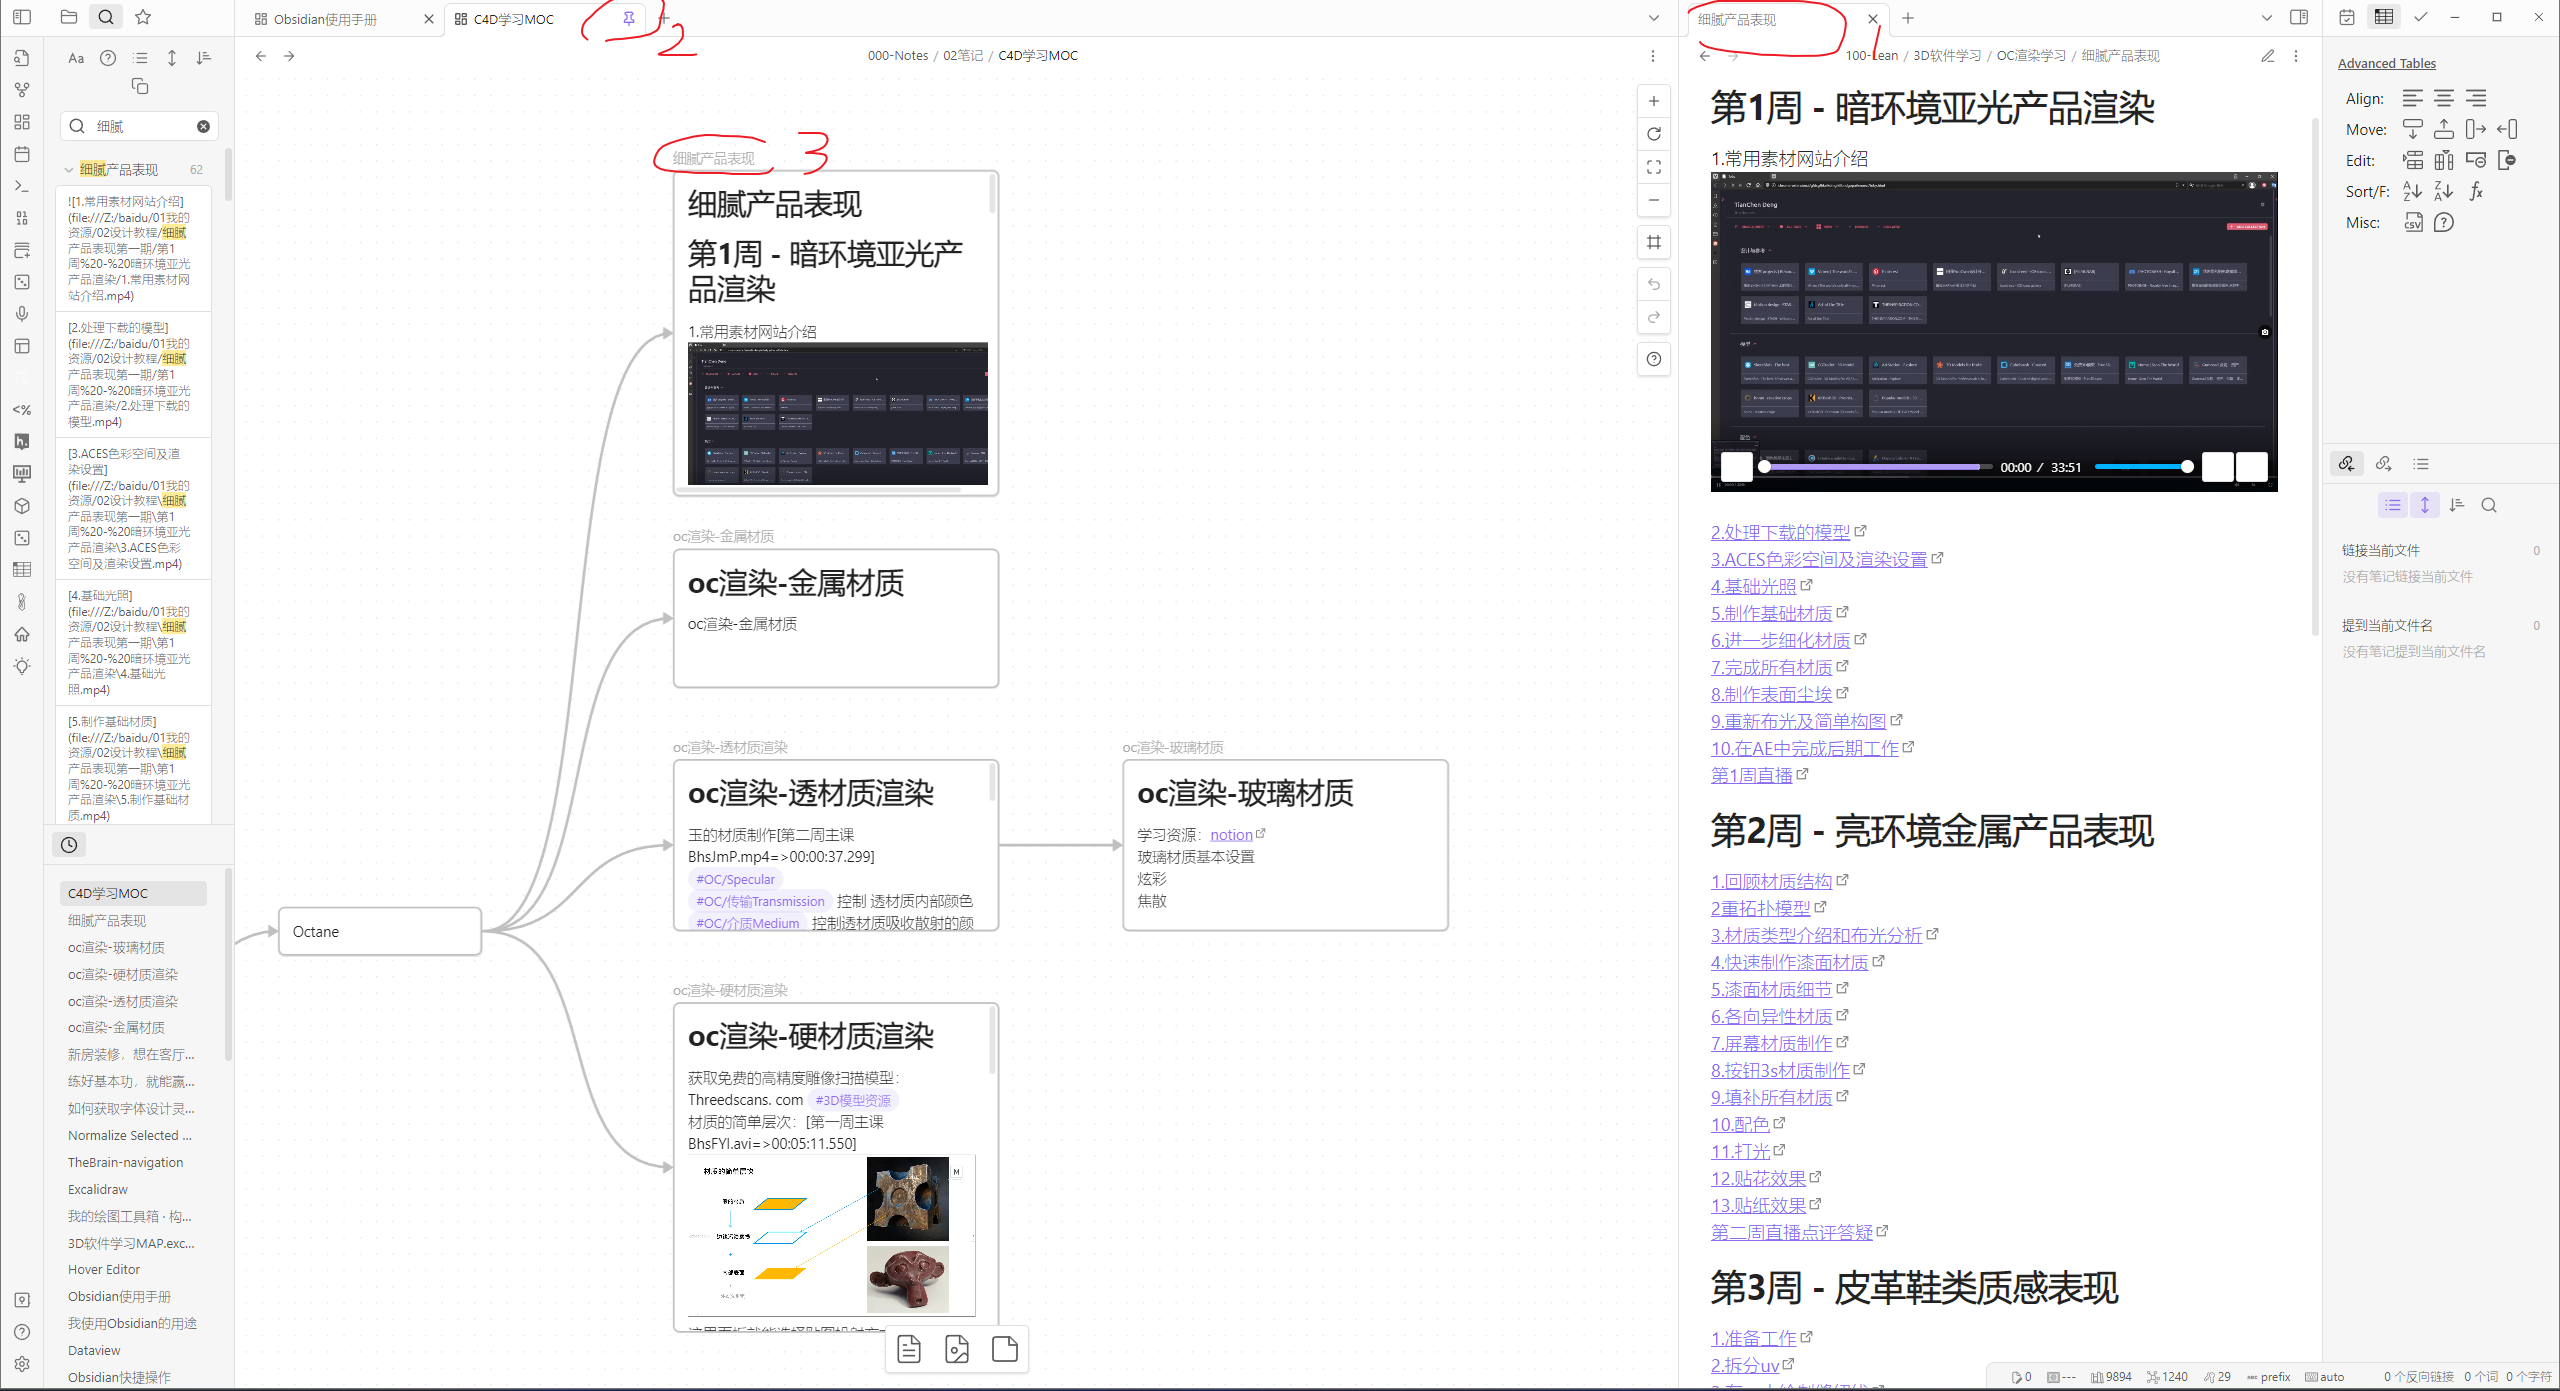 Obsidian使用手册
C4D学习MOC
2
细腻产品表现
1
000-Notes / 02笔记 / C4D学习MOC
100-Lean / 3D软件学习 / OC渲染学习 / 细腻产品表现
Aa
细腻
细腻产品表现 62
![1.常用素材网站介绍]
(file:///Z:/baidu/01我的
资源/02设计教程/细腻
产品表现第一期/第1
周%20-%20暗环境亚光
产品渲染/1.常用素材网
站介绍.mp4)
[2.处理下载的模型]
(file:///Z:/baidu/01我的
资源/02设计教程/细腻
产品表现第一期/第1
周%20-%20暗环境亚光
产品渲染/2.处理下载的
模型.mp4)
[3.ACES色彩空间及渲
染设置]
(file:///Z:/baidu/01我的
资源/02设计教程\细腻
产品表现第一期\第1
周%20-%20暗环境亚光
产品渲染\3.ACES色彩
空间及渲染设置.mp4)
[4.基础光照]
(file:///Z:/baidu/01我的
资源/02设计教程\细腻
产品表现第一期\第1
周%20-%20暗环境亚光
产品渲染\4.基础光
照.mp4)
[5.制作基础材质]
(file:///Z:/baidu/01我的
资源/02设计教程\细腻
产品表现第一期\第1
周%20-%20暗环境亚光
产品渲染\5.制作基础材
质.mp4)
C4D学习MOC
细腻产品表现
oc渲染-玻璃材质
oc渲染-硬材质渲染
oc渲染-透材质渲染
oc渲染-金属材质
新房装修，想在客厅...
练好基本功，就能赢...
如何获取字体设计灵...
Normalize Selected ...
TheBrain-navigation
Excalidraw
我的绘图工具箱 · 构...
3D软件学习MAP.exc...
Hover Editor
Obsidian使用手册
我使用Obsidian的用途
Dataview
Obsidian快捷操作
Octane
细腻产品表现
3
细腻产品表现
第1周 - 暗环境亚光产
品渲染
1.常用素材网站介绍
oc渲染-金属材质
oc渲染-金属材质
oc渲染-金属材质
oc渲染-透材质渲染
oc渲染-透材质渲染
玉的材质制作[第二周主课
BhsJmP.mp4=>00:00:37.299]
#OC/Specular
#OC/传输Transmission 控制 透材质内部颜色
#OC/介质Medium 控制透材质吸收散射的颜
oc渲染-玻璃材质
oc渲染-玻璃材质
学习资源：notion
玻璃材质基本设置
炫彩
焦散
oc渲染-硬材质渲染
oc渲染-硬材质渲染
获取免费的高精度雕像扫描模型：
Threedscans. com #3D模型资源
材质的简单层次：[第一周主课
BhsFYI.avi=>00:05:11.550]
材质的简单层次
M
第1周 - 暗环境亚光产品渲染
1.常用素材网站介绍
TianChen Deng
00:00 / 33:51
2.处理下载的模型
3.ACES色彩空间及渲染设置
4.基础光照
5.制作基础材质
6.进一步细化材质
7.完成所有材质
8.制作表面尘埃
9.重新布光及简单构图
10.在AE中完成后期工作
第1周直播
第2周 - 亮环境金属产品表现
1.回顾材质结构
2重拓扑模型
3.材质类型介绍和布光分析
4.快速制作漆面材质
5.漆面材质细节
6.各向异性材质
7.屏幕材质制作
8.按钮3s材质制作
9.填补所有材质
10.配色
11.打光
12.贴花效果
13.贴纸效果
第二周直播点评答疑
第3周 - 皮革鞋类质感表现
1.准备工作
2.拆分uv
Advanced Tables
Align:
Move:
Edit:
Sort/F:
Misc:
链接当前文件 0
没有笔记链接当前文件
提到当前文件名 0
没有笔记提到当前文件名
0 --- 9894 1240 29 prefix auto 0 个反向链接 0 个词 0 个字符